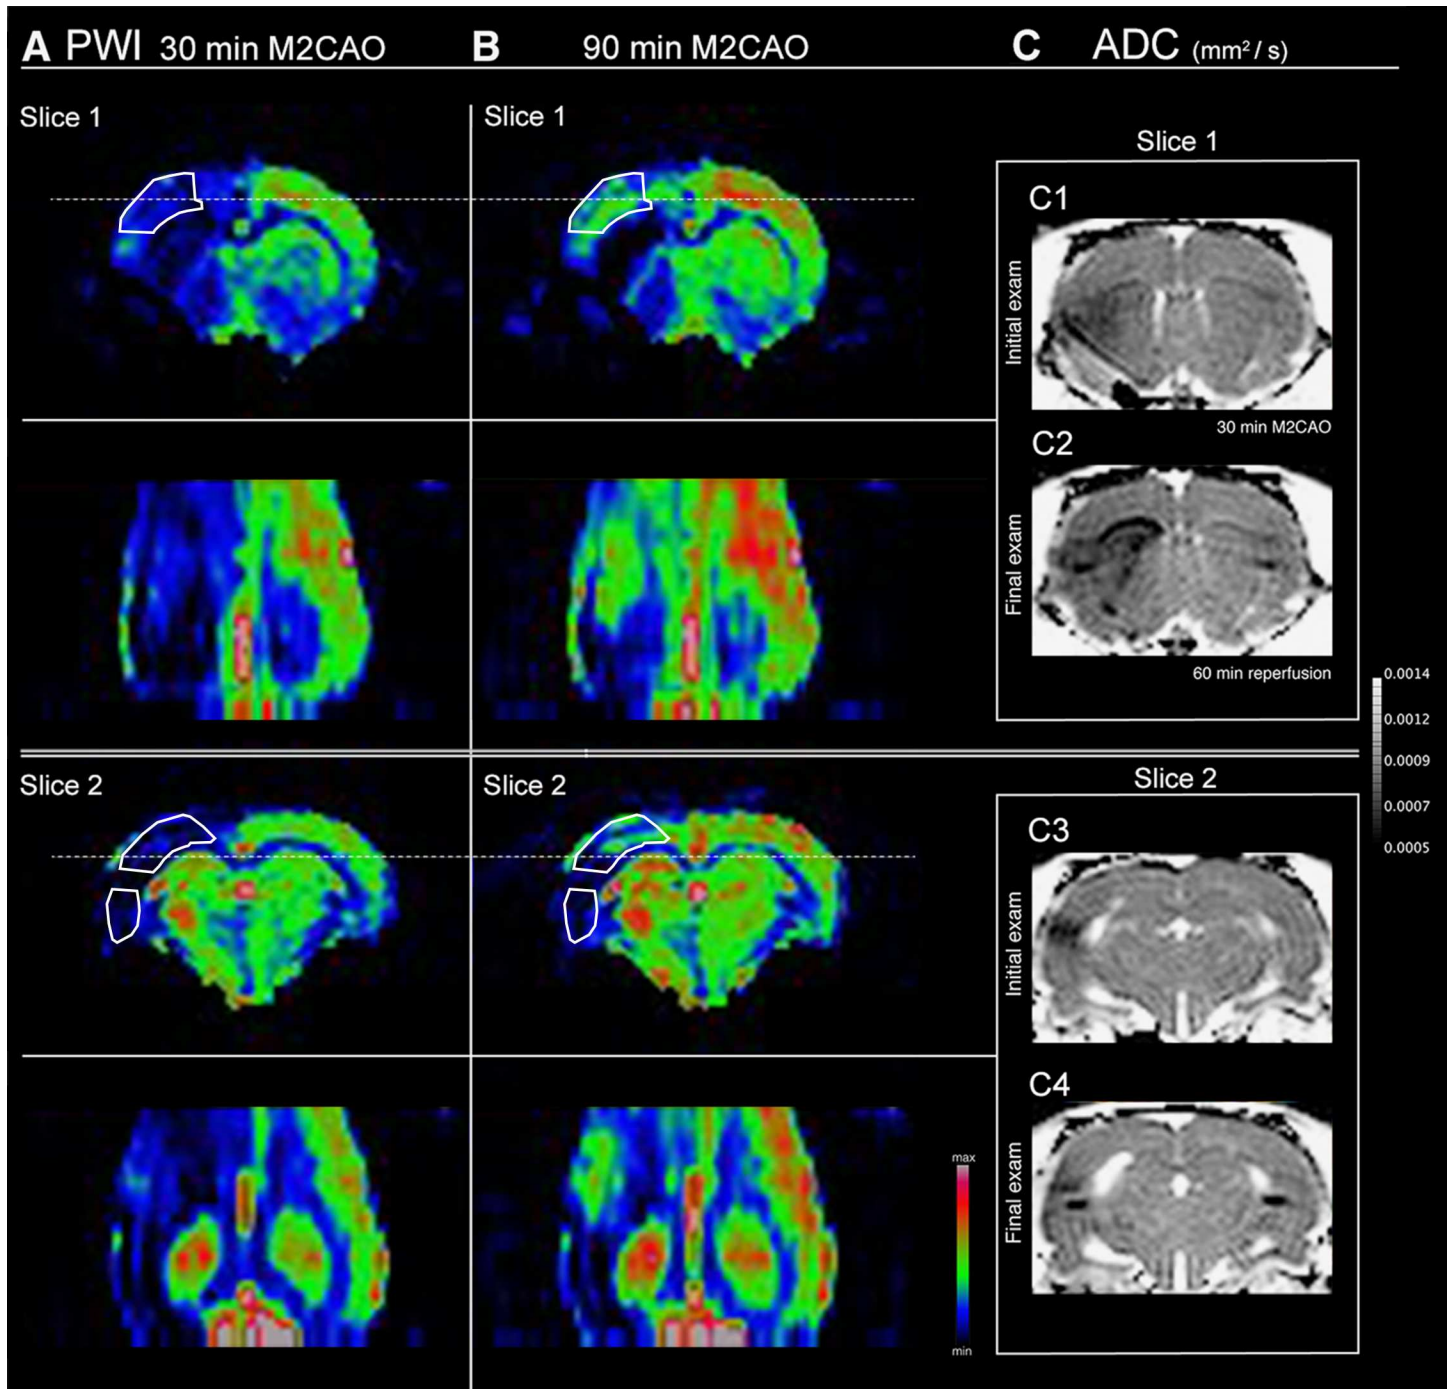 A PWI 30 min M2CAO
B 90 min M2CAO
C ADC (mm² / s)
Slice 1
Slice 1
Slice 1
C1
Initial exam
30 min M2CAO
C2
Final exam
60 min reperfusion
0.0014
0.0012
0.0009
0.0007
0.0005
Slice 2
Slice 2
Slice 2
C3
Initial exam
C4
Final exam
max
min